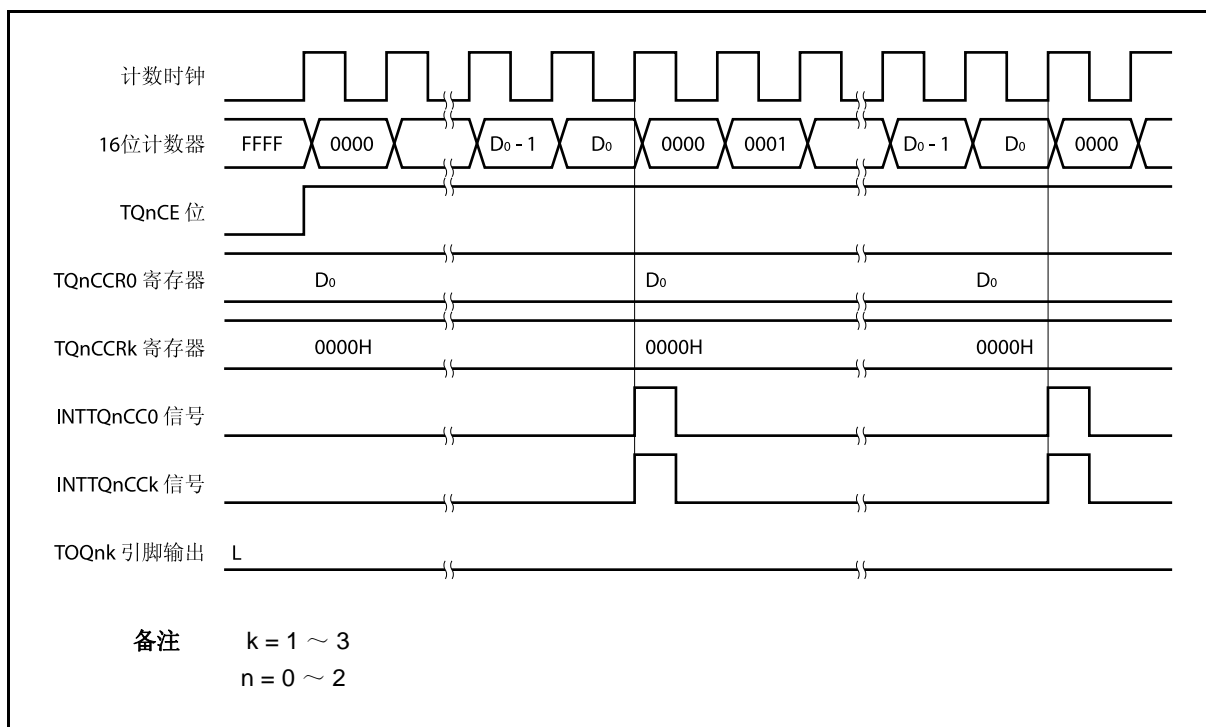 计数时钟
16位计数器 FFFF 0000 D₀ - 1 D₀ 0000 0001 D₀ - 1 D₀ 0000
TQnCE 位
TQnCCR0 寄存器 D₀ D₀ D₀
TQnCCRk 寄存器 0000H 0000H 0000H
INTTQnCC0 信号
INTTQnCCk 信号
TOQnk 引脚输出 L
备注 k = 1 ～ 3
n = 0 ～ 2